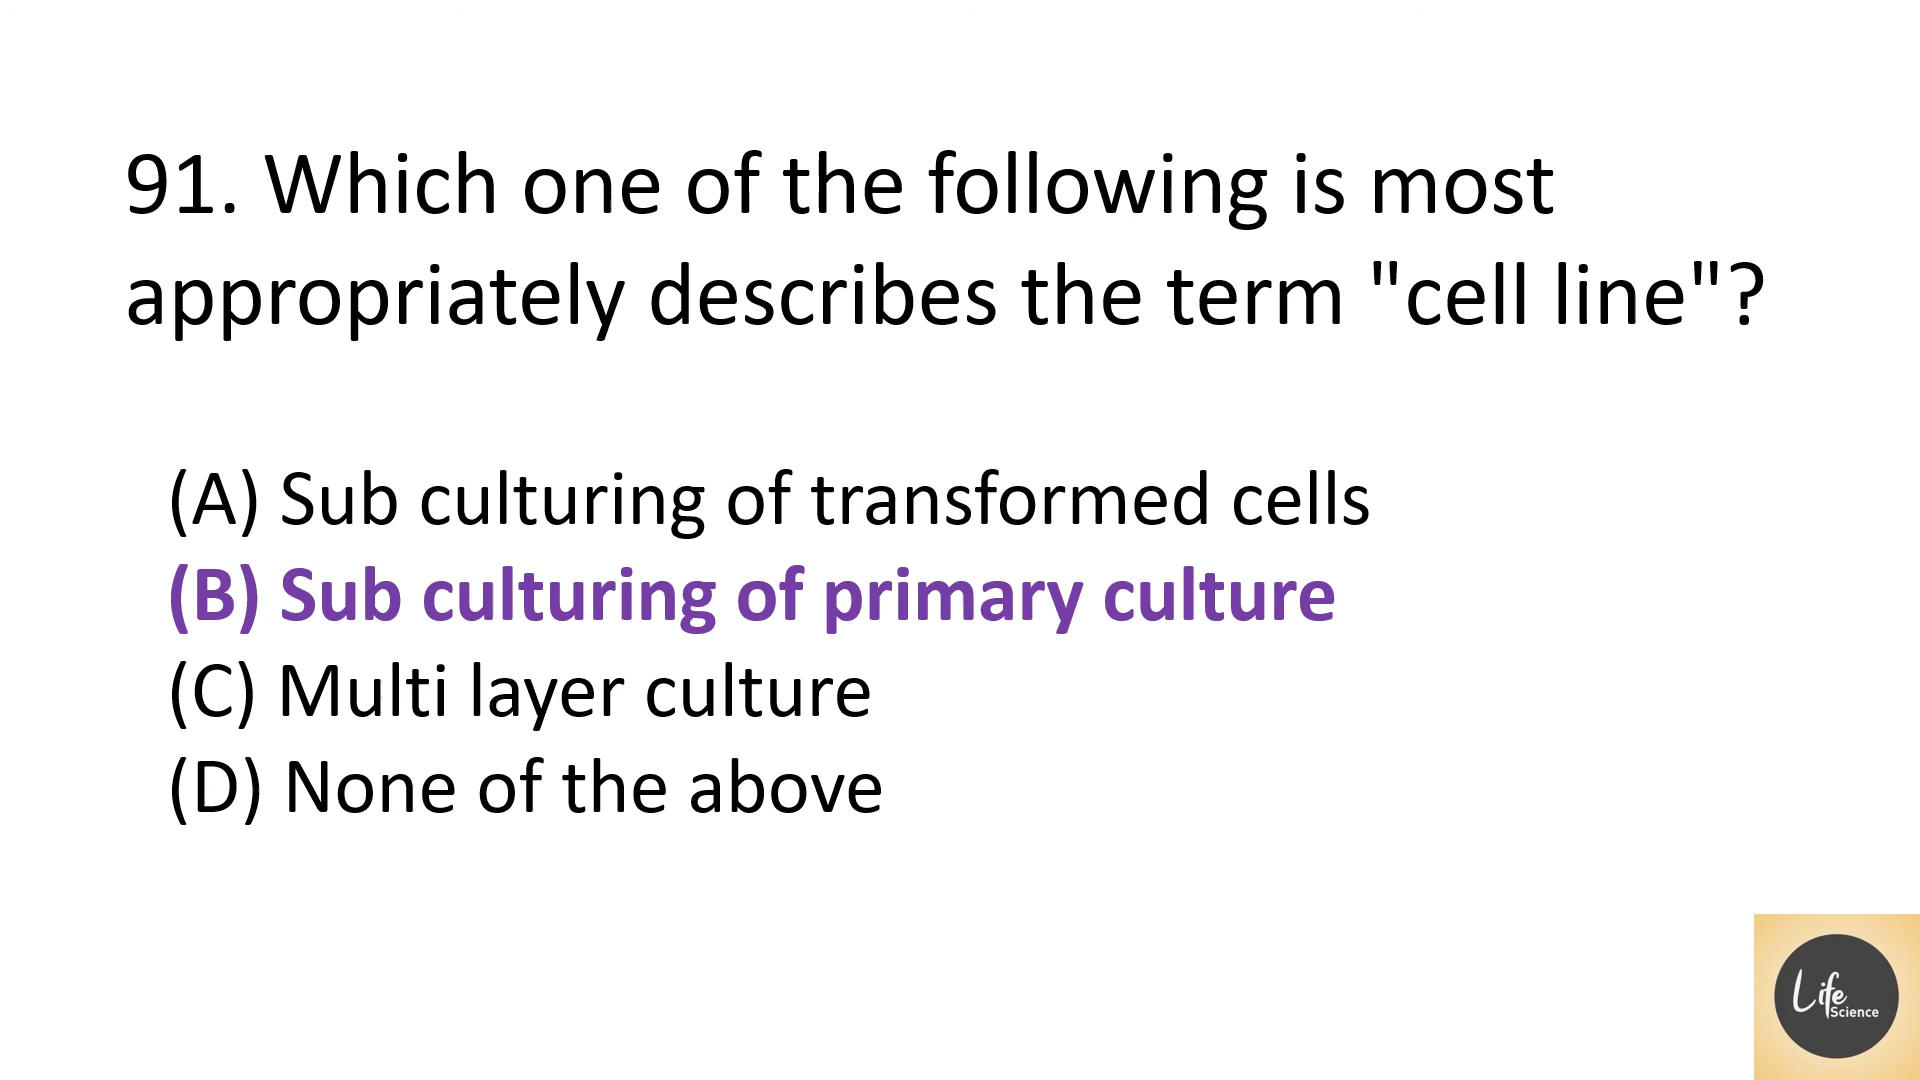 91. Which one of the following is most
appropriately describes the term "cell line"?
(A) Sub culturing of transformed cells
(B) Sub culturing of primary culture
(C) Multi layer culture
(D) None of the above
Life
Science